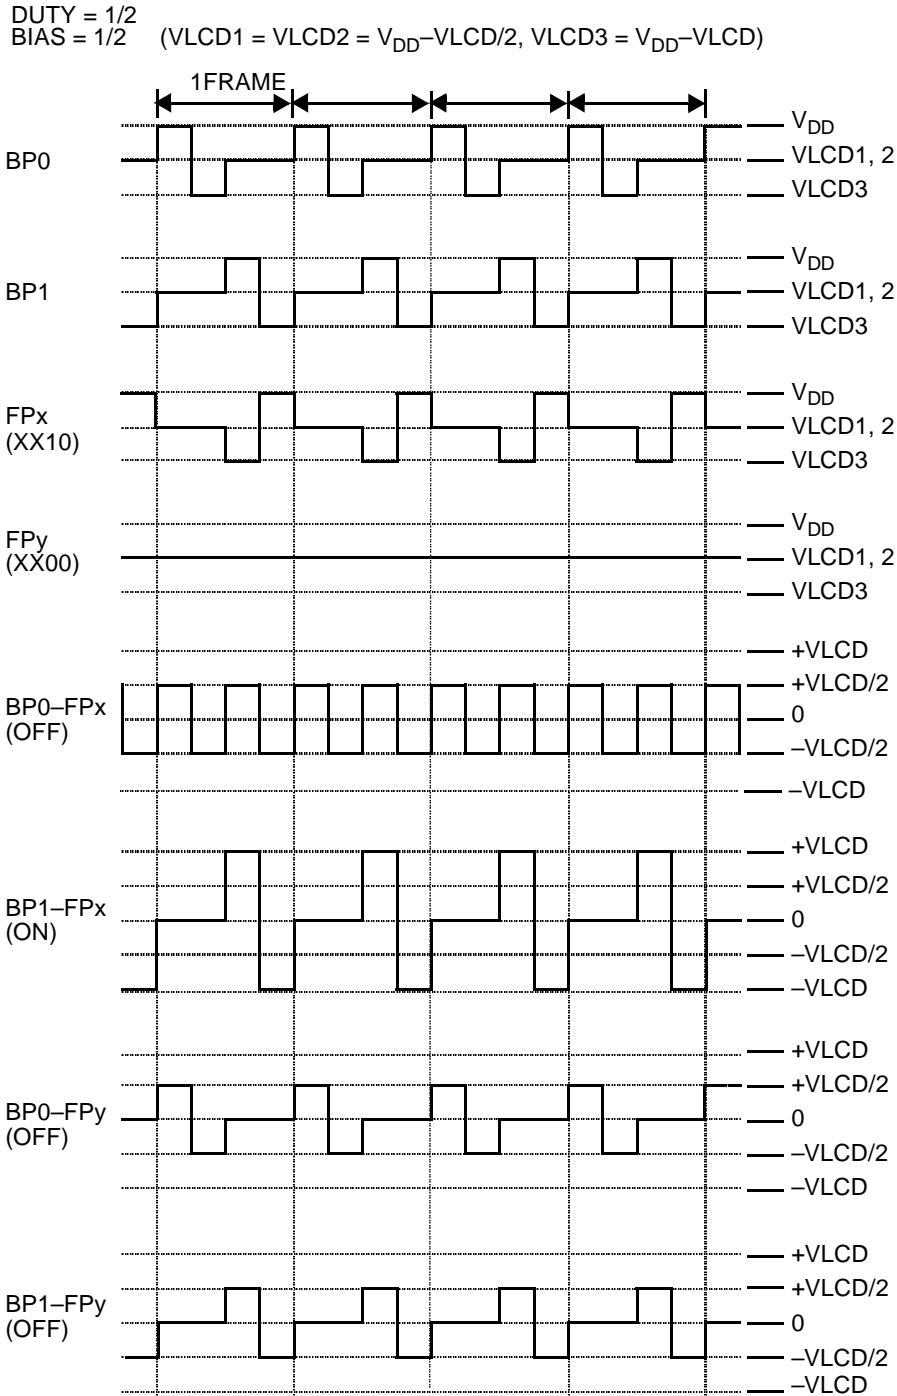 DUTY = 1/2
BIAS = 1/2 (VLCD1 = VLCD2 = VDD–VLCD/2, VLCD3 = VDD–VLCD)
1FRAME
BP0
VDD
VLCD1, 2
VLCD3
BP1
VDD
VLCD1, 2
VLCD3
FPx
(XX10)
VDD
VLCD1, 2
VLCD3
FPy
(XX00)
VDD
VLCD1, 2
VLCD3
BP0–FPx
(OFF)
+VLCD
+VLCD/2
0
–VLCD/2
–VLCD
BP1–FPx
(ON)
+VLCD
+VLCD/2
0
–VLCD/2
–VLCD
BP0–FPy
(OFF)
+VLCD
+VLCD/2
0
–VLCD/2
–VLCD
BP1–FPy
(OFF)
+VLCD
+VLCD/2
0
–VLCD/2
–VLCD